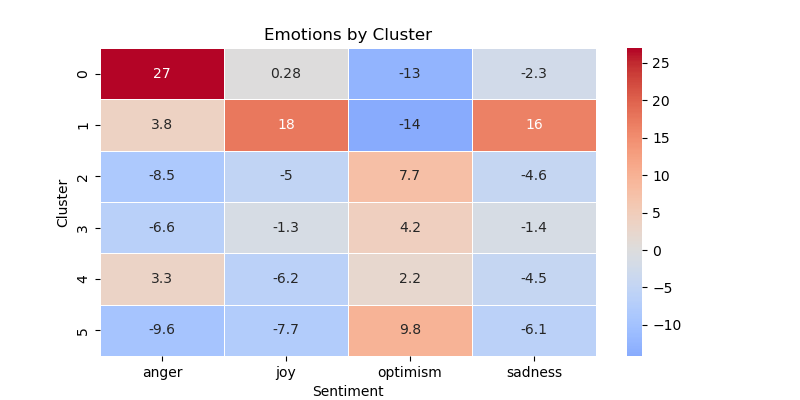 Emotions by Cluster
0 27 0.28 -13 -2.3
1 3.8 18 -14 16
2 -8.5 -5 7.7 -4.6
3 -6.6 -1.3 4.2 -1.4
4 3.3 -6.2 2.2 -4.5
5 -9.6 -7.7 9.8 -6.1
Cluster
anger joy optimism sadness
Sentiment
25
20
15
10
5
0
−5
−10